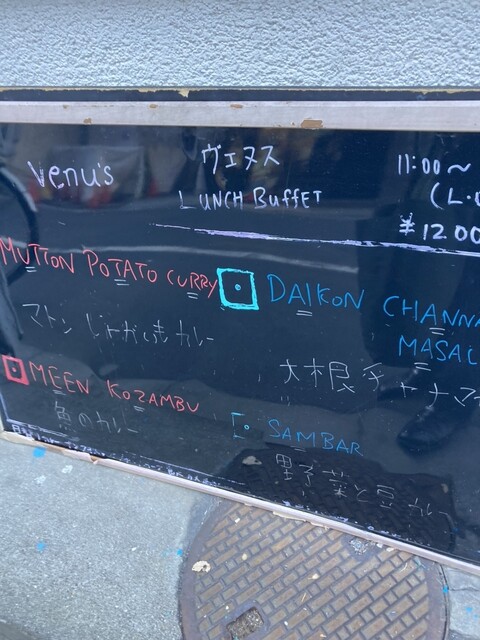 venu's
ヴェヌス
LUNCH BUFFET
11:00~
(L.
¥1200
MUTTON POTATO CURRY
マトン じゃがいもカレー
DAIKON CHANNA
MASAL
大根チャナマ
MEEN KOZAMBU
魚のカレー
SAMBAR
野菜と豆カレー